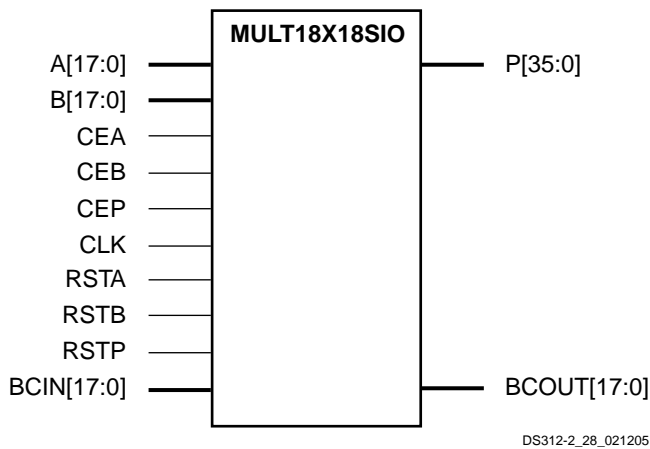 MULT18X18SIO
A[17:0]
P[35:0]
B[17:0]
CEA
CEB
CEP
CLK
RSTA
RSTB
RSTP
BCIN[17:0]
BCOUT[17:0]
DS312-2_28_021205